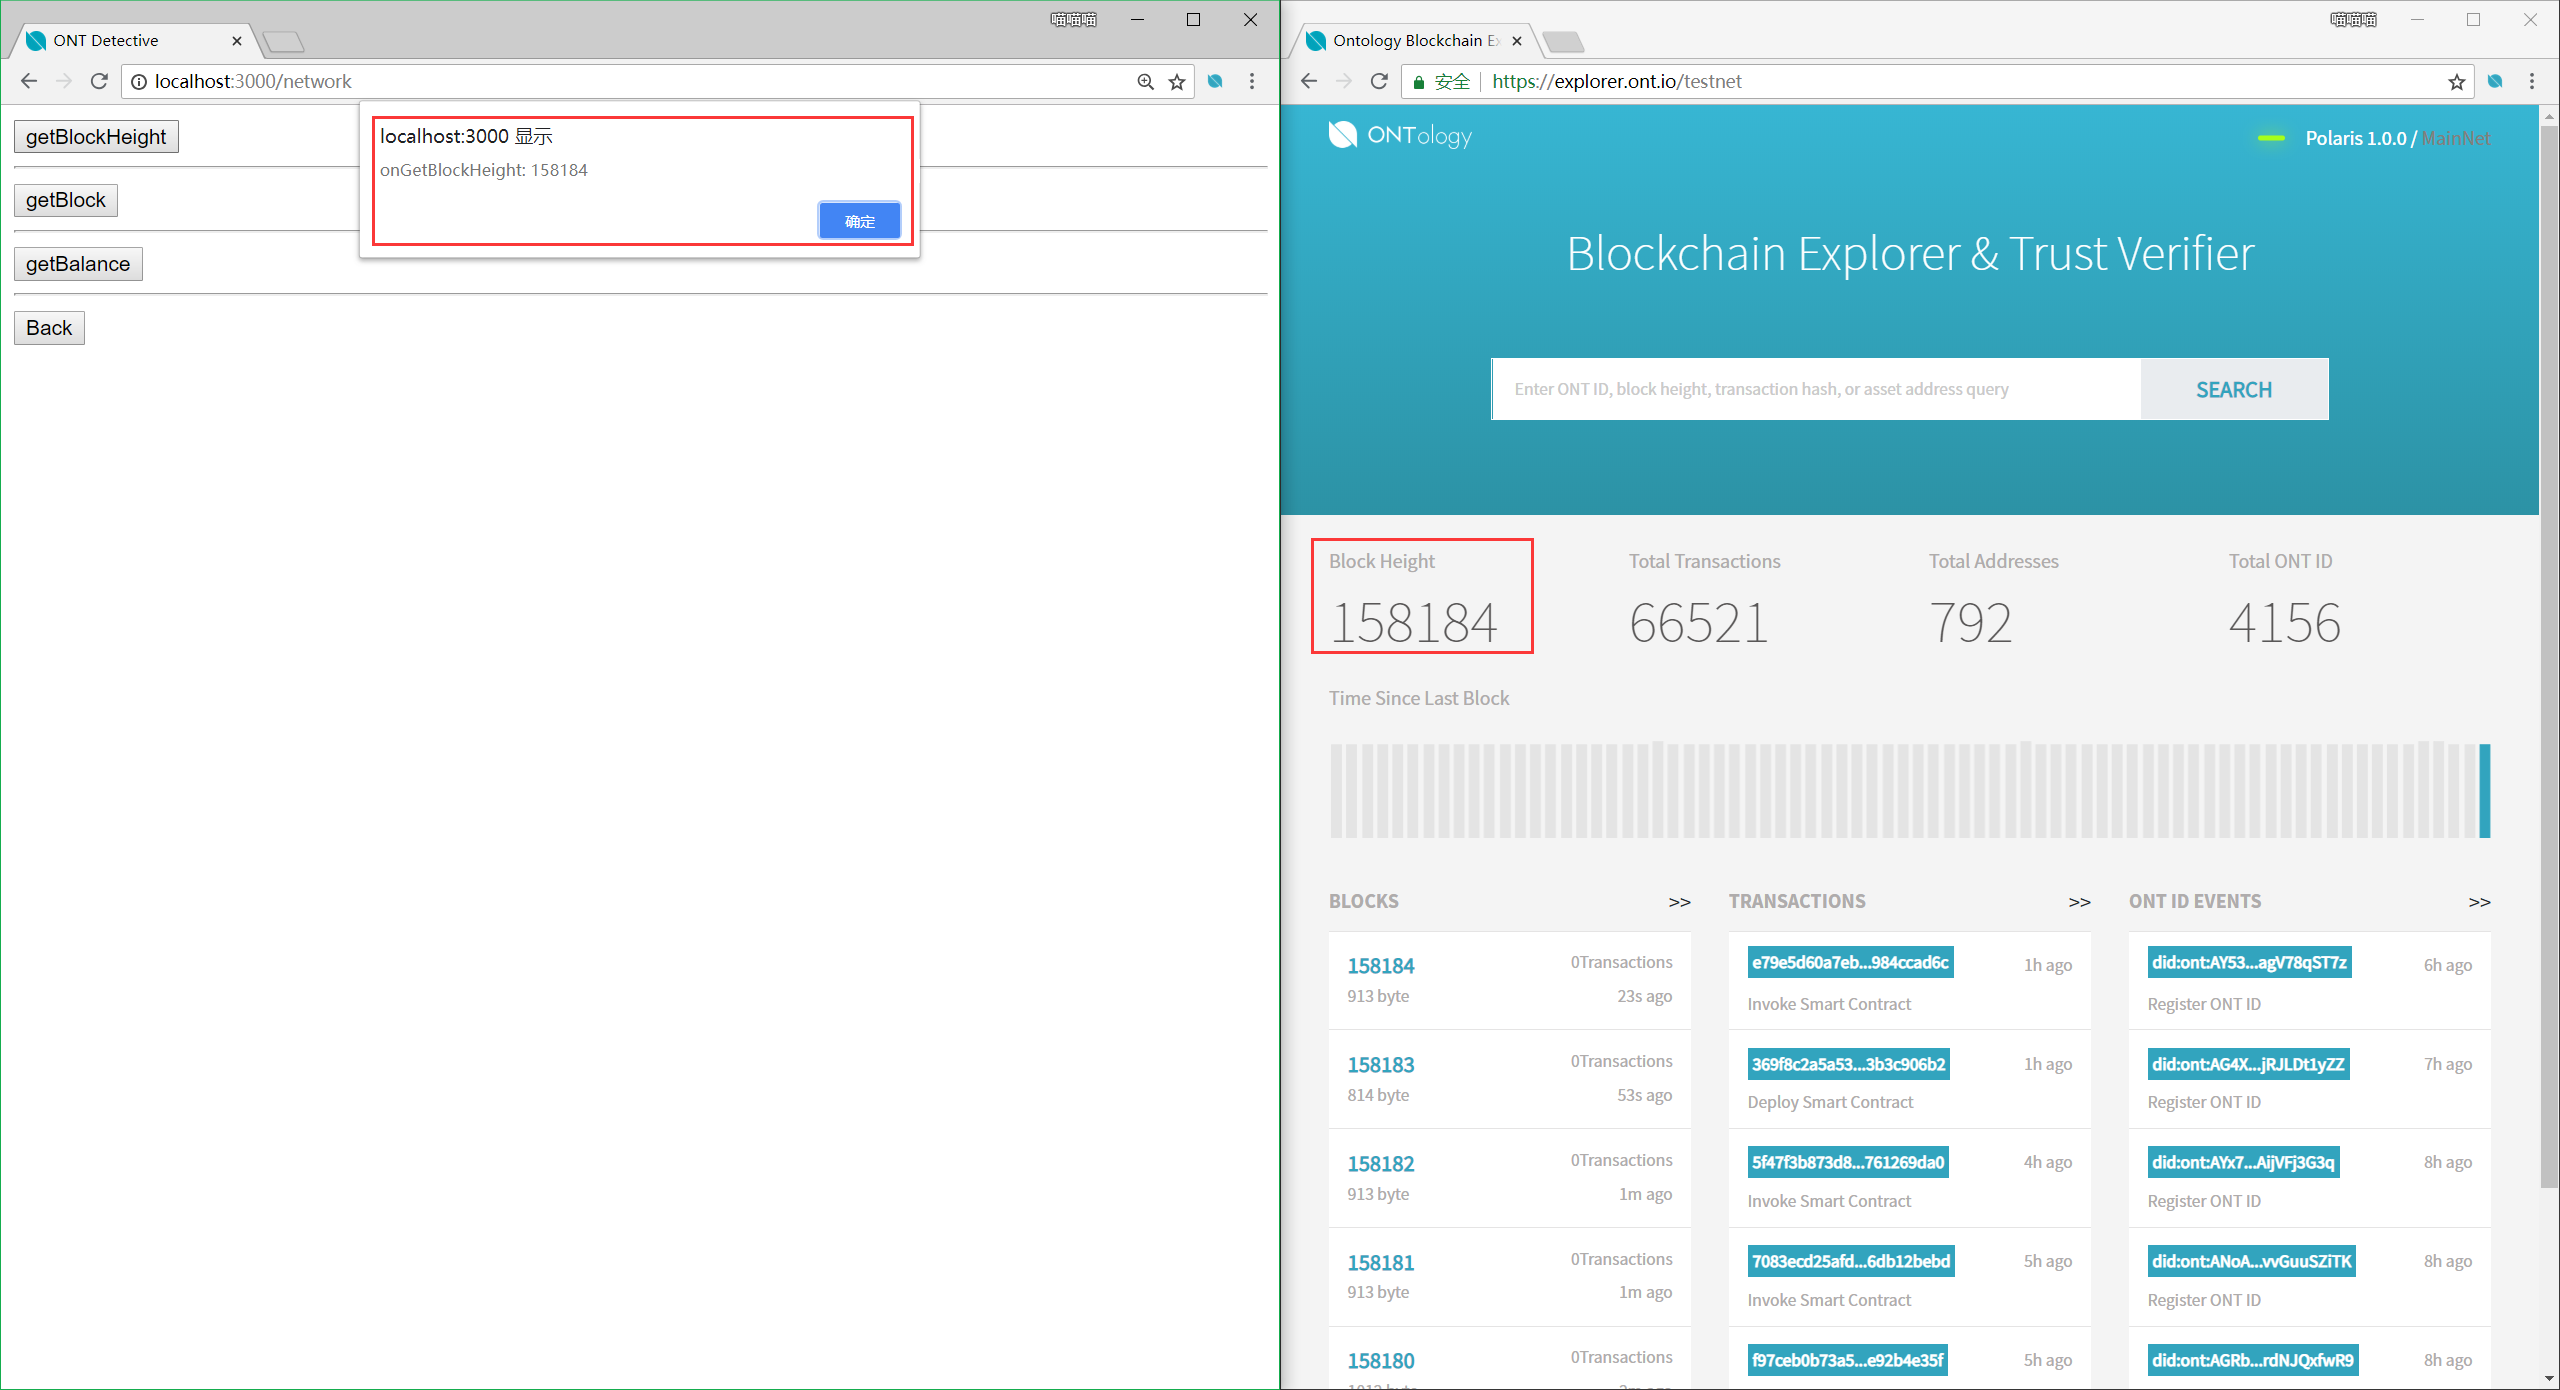 喵喵喵
ONT Detective
localhost:3000/network
getBlockHeight
localhost:3000 显示
onGetBlockHeight: 158184
确定
getBlock
getBalance
Back
喵喵喵
Ontology Blockchain Ex
安全
https://explorer.ont.io/testnet
ONTology
Polaris 1.0.0 / MainNet
Blockchain Explorer & Trust Verifier
Enter ONT ID, block height, transaction hash, or asset address query
SEARCH
Block Height
158184
Total Transactions
66521
Total Addresses
792
Total ONT ID
4156
Time Since Last Block
BLOCKS >>
158184 0Transactions
913 byte 23s ago
158183 0Transactions
814 byte 53s ago
158182 0Transactions
913 byte 1m ago
158181 0Transactions
913 byte 1m ago
158180 0Transactions
TRANSACTIONS >>
e79e5d60a7eb...984ccad6c 1h ago
Invoke Smart Contract
369f8c2a5a53...3b3c906b2 1h ago
Deploy Smart Contract
5f47f3b873d8...761269da0 4h ago
Invoke Smart Contract
7083ecd25afd...6db12bebd 5h ago
Invoke Smart Contract
f97ceb0b73a5...e92b4e35f 5h ago
ONT ID EVENTS >>
did:ont:AY53...agV78qST7z 6h ago
Register ONT ID
did:ont:AG4X...jRJLDt1yZZ 7h ago
Register ONT ID
did:ont:AYx7...AijVFj3G3q 8h ago
Register ONT ID
did:ont:ANoA...vvGuuSZiTK 8h ago
Register ONT ID
did:ont:AGRb...rdNJQxfwR9 8h ago